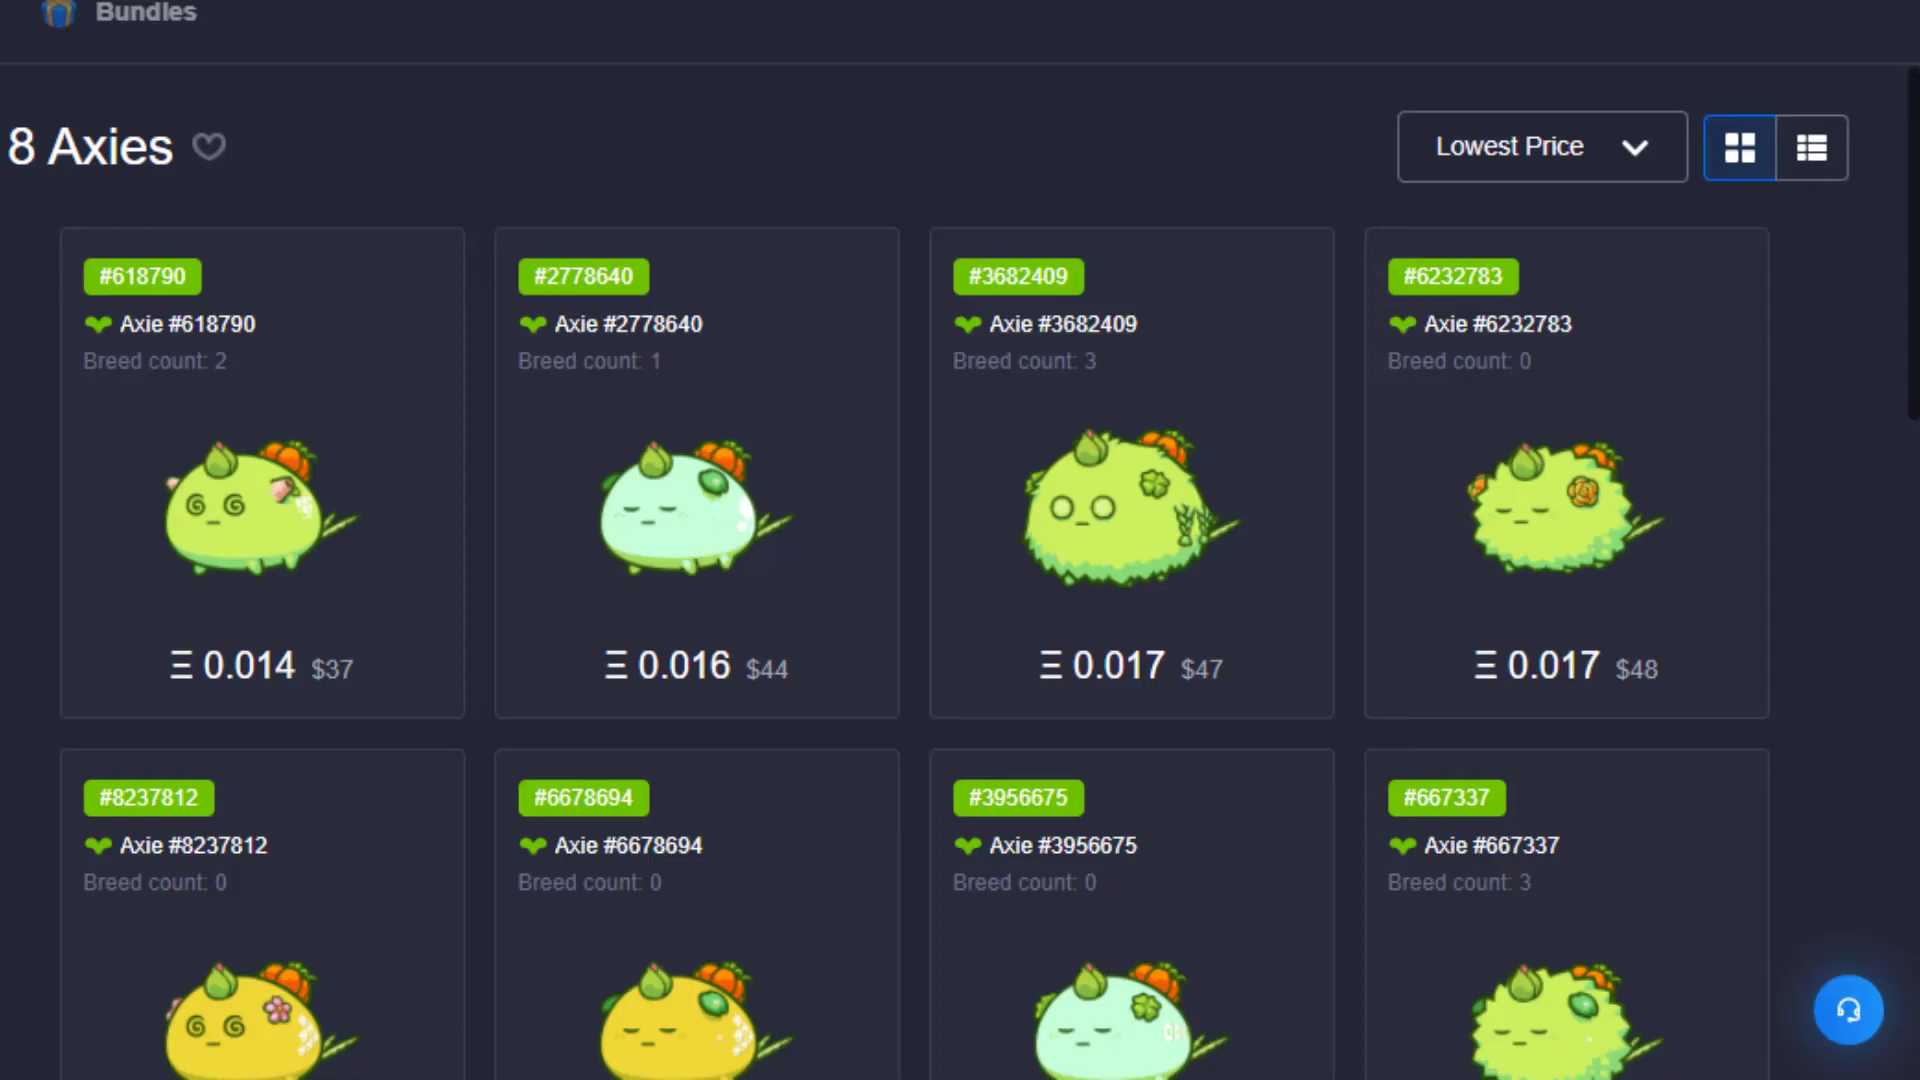 Bundles
8 Axies
Lowest Price
#618790
Axie #618790
Breed count: 2
Ξ 0.014 $37
#2778640
Axie #2778640
Breed count: 1
Ξ 0.016 $44
#3682409
Axie #3682409
Breed count: 3
Ξ 0.017 $47
#6232783
Axie #6232783
Breed count: 0
Ξ 0.017 $48
#8237812
Axie #8237812
Breed count: 0
#6678694
Axie #6678694
Breed count: 0
#3956675
Axie #3956675
Breed count: 0
#667337
Axie #667337
Breed count: 3